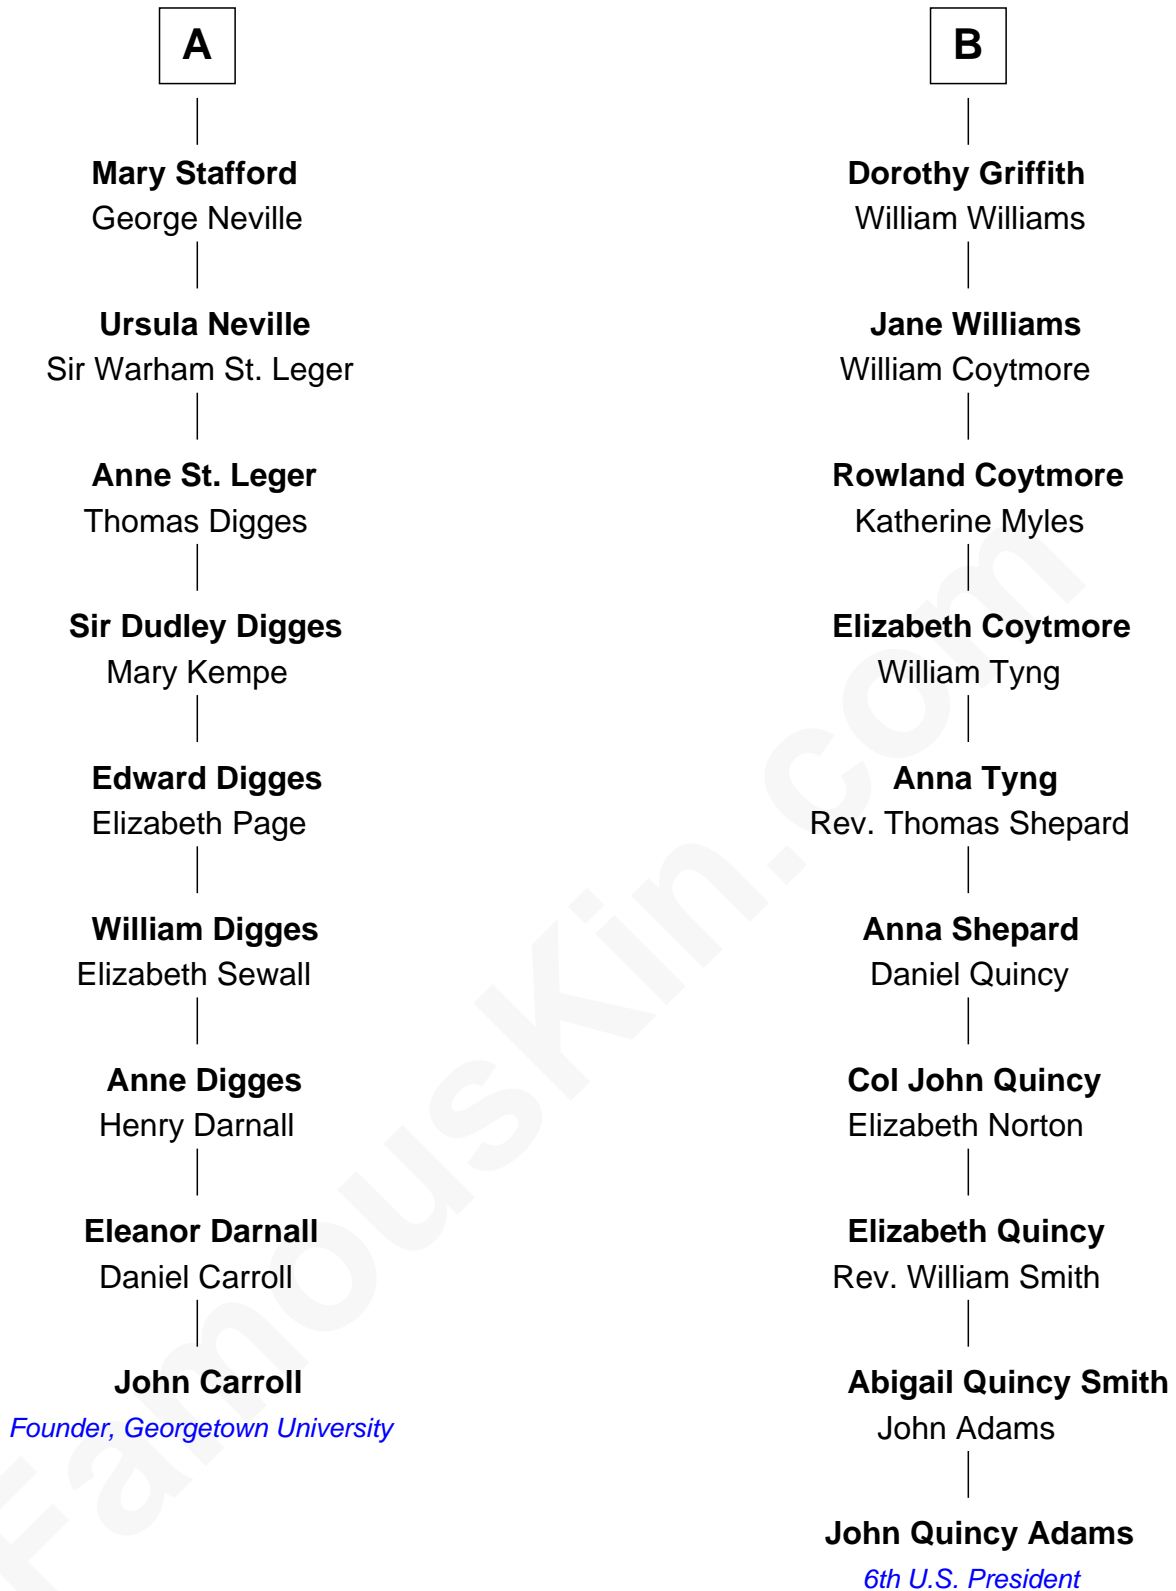 A
Mary Stafford
George Neville
Ursula Neville
Sir Warham St. Leger
Anne St. Leger
Thomas Digges
Sir Dudley Digges
Mary Kempe
Edward Digges
Elizabeth Page
William Digges
Elizabeth Sewall
Anne Digges
Henry Darnall
Eleanor Darnall
Daniel Carroll
John Carroll
Founder, Georgetown University
B
Dorothy Griffith
William Williams
Jane Williams
William Coytmore
Rowland Coytmore
Katherine Myles
Elizabeth Coytmore
William Tyng
Anna Tyng
Rev. Thomas Shepard
Anna Shepard
Daniel Quincy
Col John Quincy
Elizabeth Norton
Elizabeth Quincy
Rev. William Smith
Abigail Quincy Smith
John Adams
John Quincy Adams
6th U.S. President
FamousKin.com